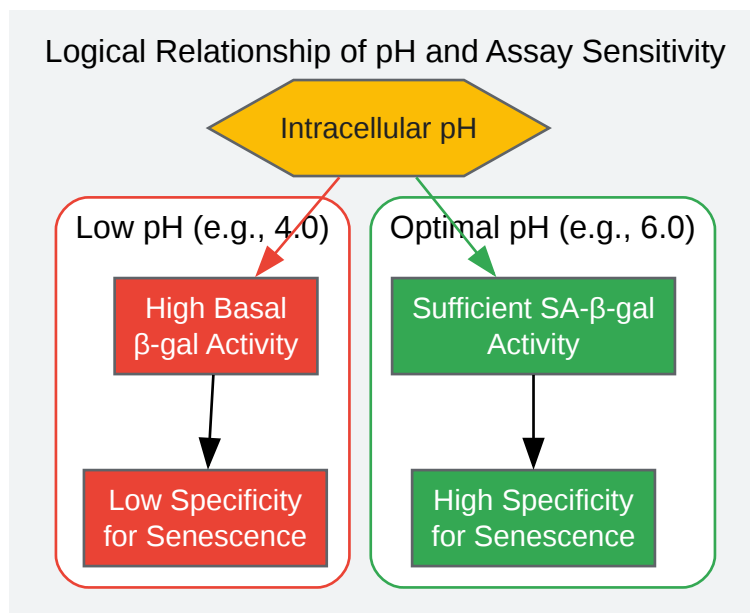 Logical Relationship of pH and Assay Sensitivity
Intracellular pH
Low pH (e.g., 4.0)
High Basal
β-gal Activity
Low Specificity
for Senescence
Optimal pH (e.g., 6.0)
Sufficient SA-β-gal
Activity
High Specificity
for Senescence